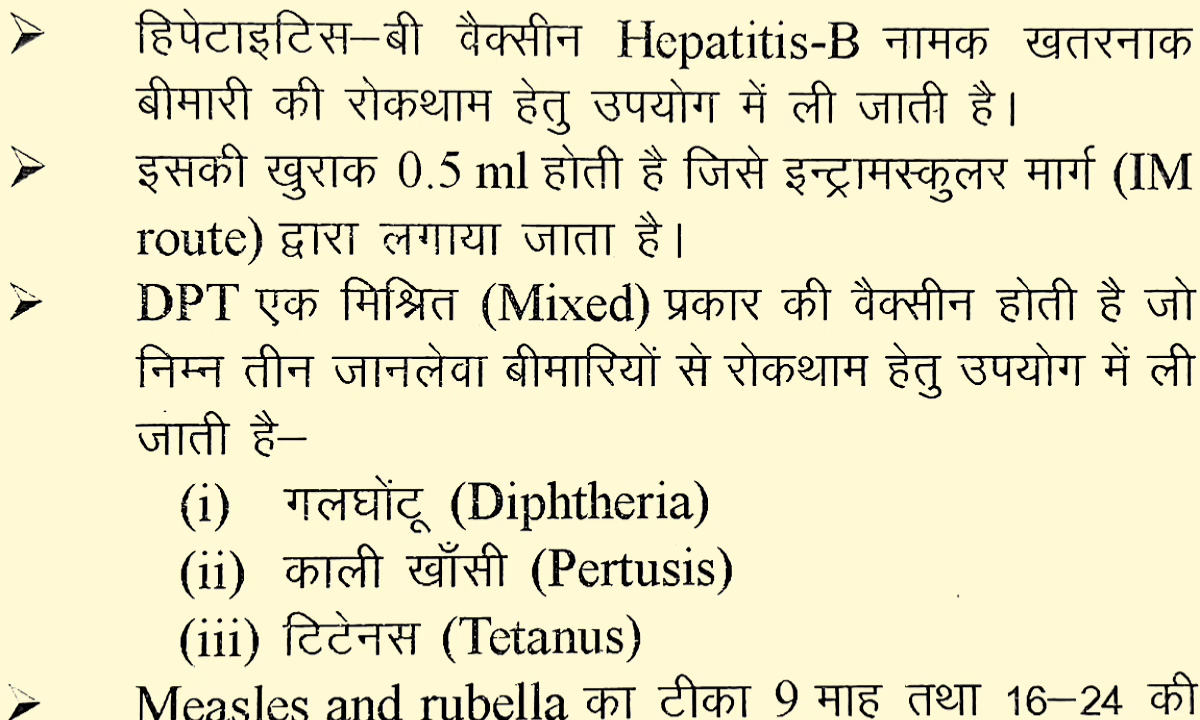 ➢ हिपेटाइटिस–बी वैक्सीन Hepatitis-B नामक खतरनाक
बीमारी की रोकथाम हेतु उपयोग में ली जाती है।
➢ इसकी खुराक 0.5 ml होती है जिसे इन्ट्रामस्कुलर मार्ग (IM
route) द्वारा लगाया जाता है।
➢ DPT एक मिश्रित (Mixed) प्रकार की वैक्सीन होती है जो
निम्न तीन जानलेवा बीमारियों से रोकथाम हेतु उपयोग में ली
जाती है–
(i) गलघोंटू (Diphtheria)
(ii) काली खाँसी (Pertusis)
(iii) टिटेनस (Tetanus)
➢ Measles and rubella का टीका 9 माह तथा 16–24 की